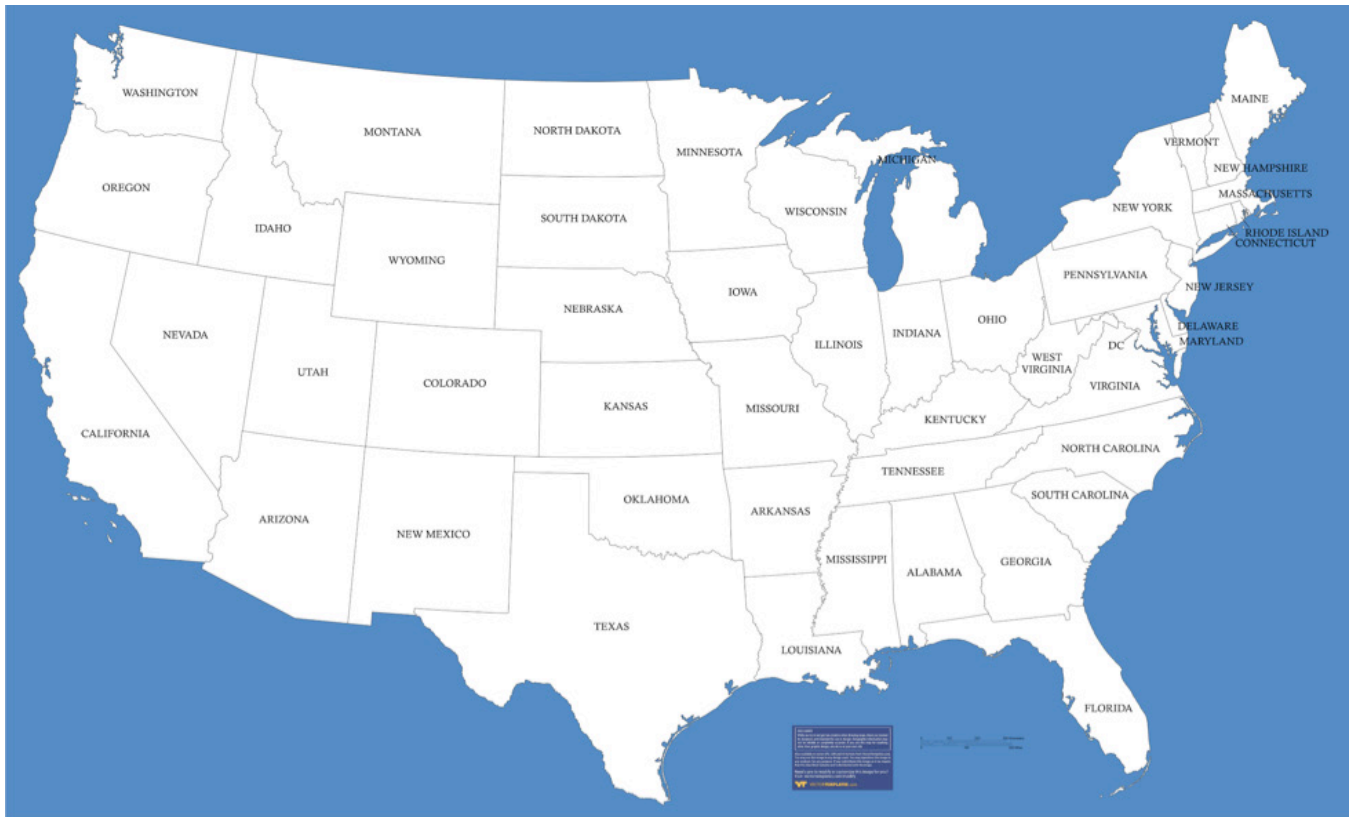 WASHINGTON
MAINE
MONTANA
NORTH DAKOTA
VERMONT
MINNESOTA
MICHIGAN
NEW HAMPSHIRE
OREGON
MASSACHUSETTS
NEW YORK
WISCONSIN
SOUTH DAKOTA
IDAHO
RHODE ISLAND
CONNECTICUT
WYOMING
PENNSYLVANIA
NEW JERSEY
IOWA
NEBRASKA
OHIO
DELAWARE
NEVADA
INDIANA
MARYLAND
ILLINOIS
DC
WEST
VIRGINIA
UTAH
COLORADO
VIRGINIA
KANSAS
MISSOURI
KENTUCKY
CALIFORNIA
NORTH CAROLINA
TENNESSEE
SOUTH CAROLINA
OKLAHOMA
ARKANSAS
ARIZONA
NEW MEXICO
MISSISSIPPI
GEORGIA
ALABAMA
TEXAS
LOUISIANA
FLORIDA